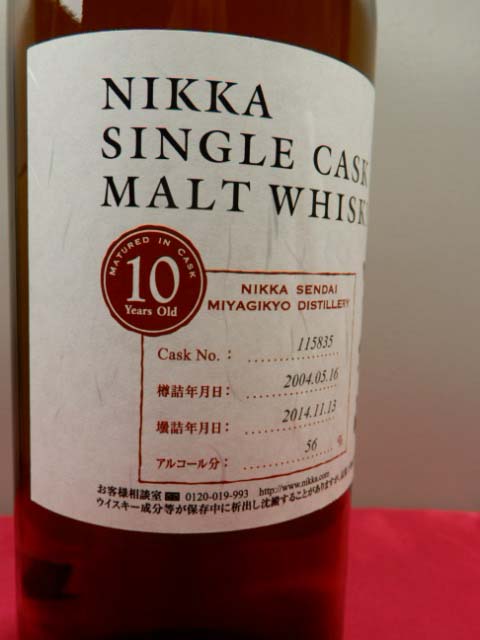 NIKKA
SINGLE CASK
MALT WHISK
MATURED IN CASK
10
Years Old
NIKKA SENDAI
MIYAGIKYO DISTILLERY
Cask No. : 115835
樽詰年月日: 2004.05.16
壜詰年月日: 2014.11.13
アルコール分: 56 %
お客様相談室 0120-019-993 http://www.nikka.com
ウイスキー成分等が保存中に析出し沈殿することがありますが、